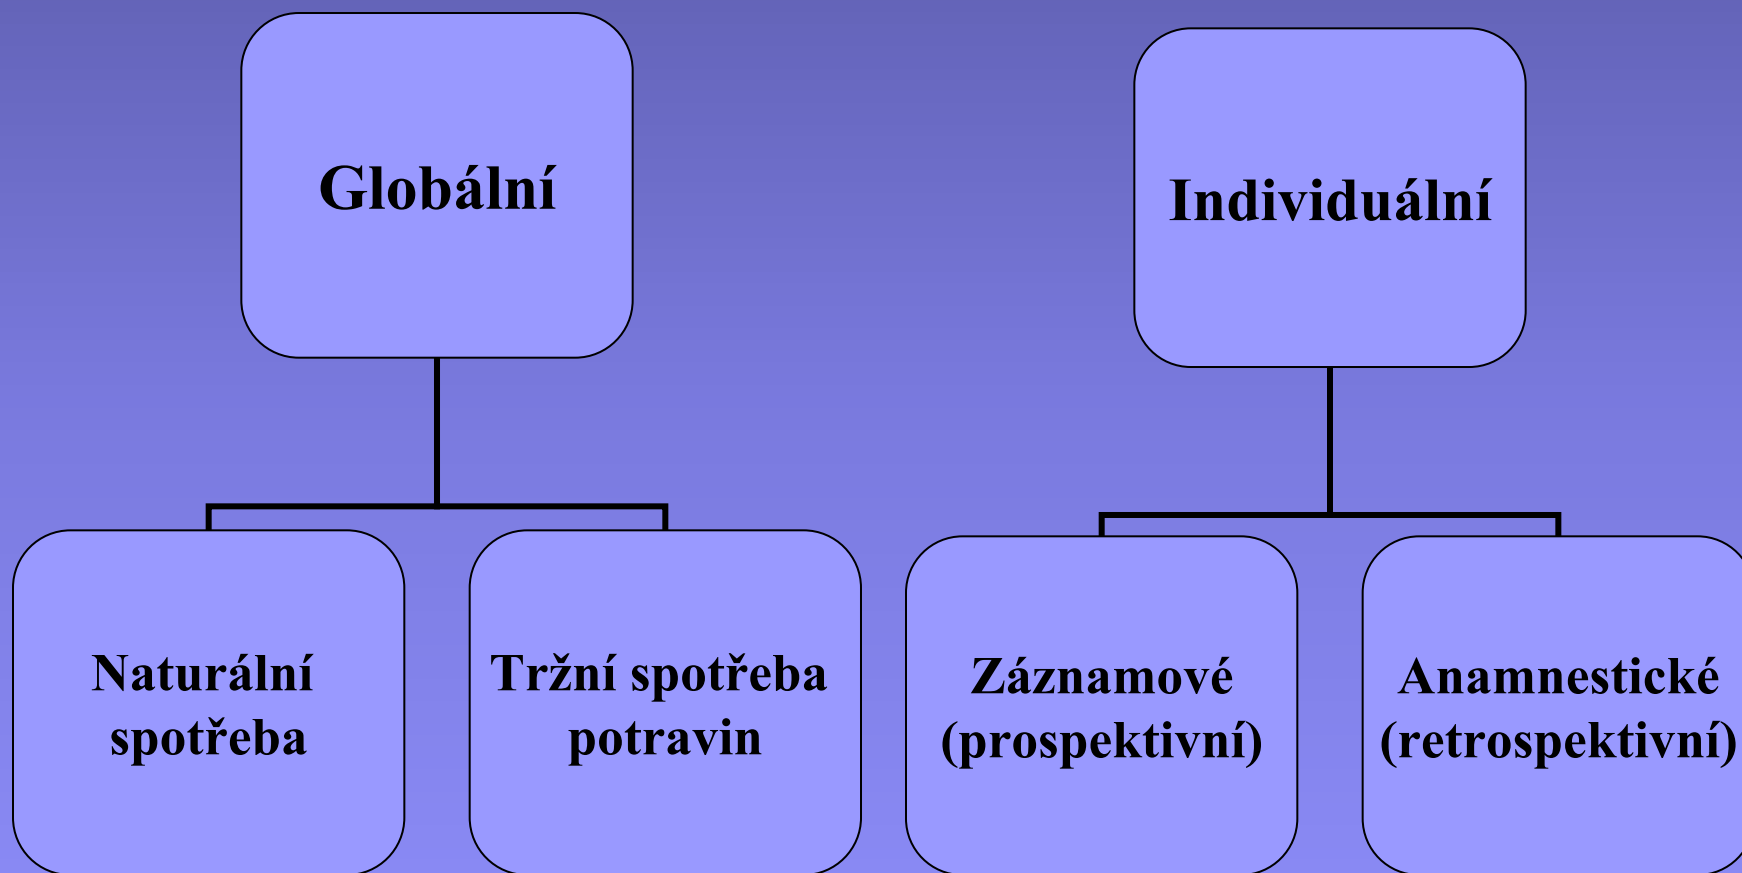 Globální
Individuální
Naturální
spotřeba
Tržní spotřeba
potravin
Záznamové
(prospektivní)
Anamnestické
(retrospektivní)